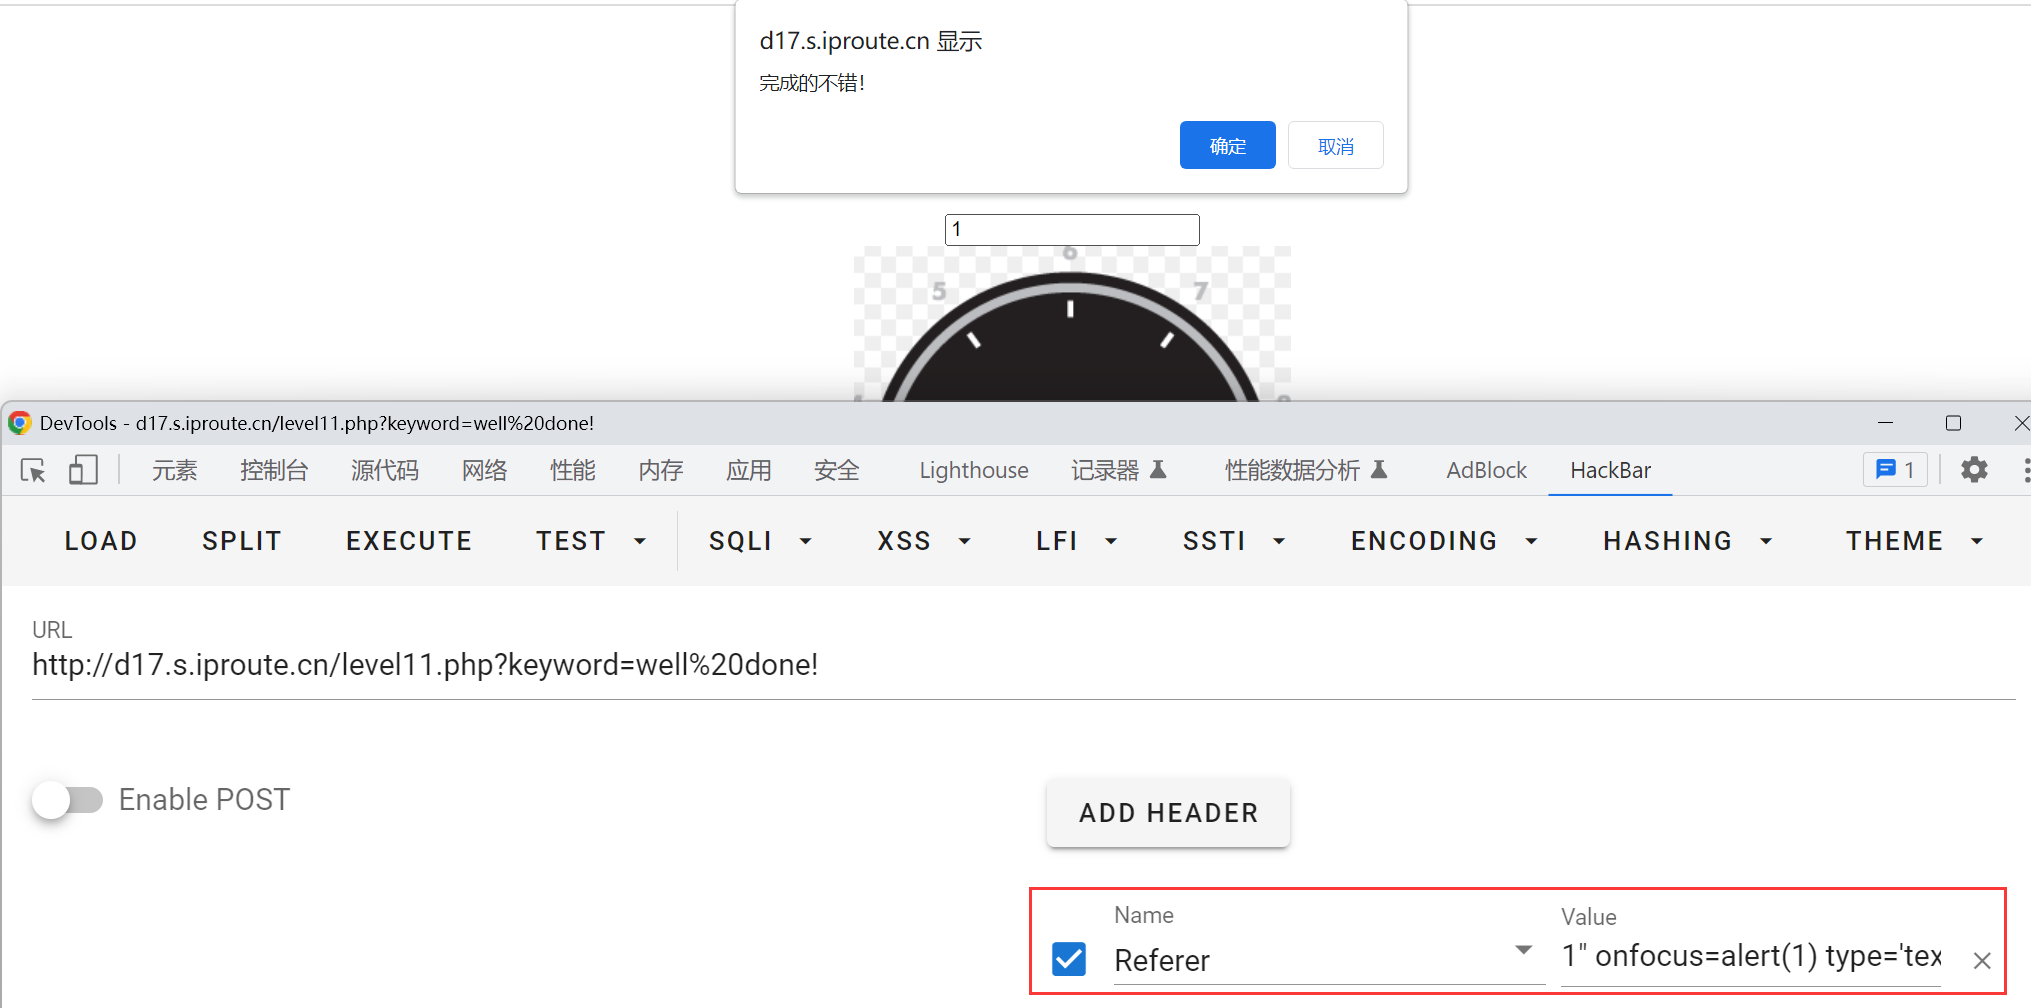 d17.s.iproute.cn 显示
完成的不错!
确定 取消
1
6
5 7
DevTools - d17.s.iproute.cn/level11.php?keyword=well%20done!
元素 控制台 源代码 网络 性能 内存 应用 安全 Lighthouse 记录器 性能数据分析 AdBlock HackBar 1
LOAD SPLIT EXECUTE TEST SQLI XSS LFI SSTI ENCODING HASHING THEME
URL
http://d17.s.iproute.cn/level11.php?keyword=well%20done!
Enable POST
ADD HEADER
Name Value
Referer 1" onfocus=alert(1) type='tex